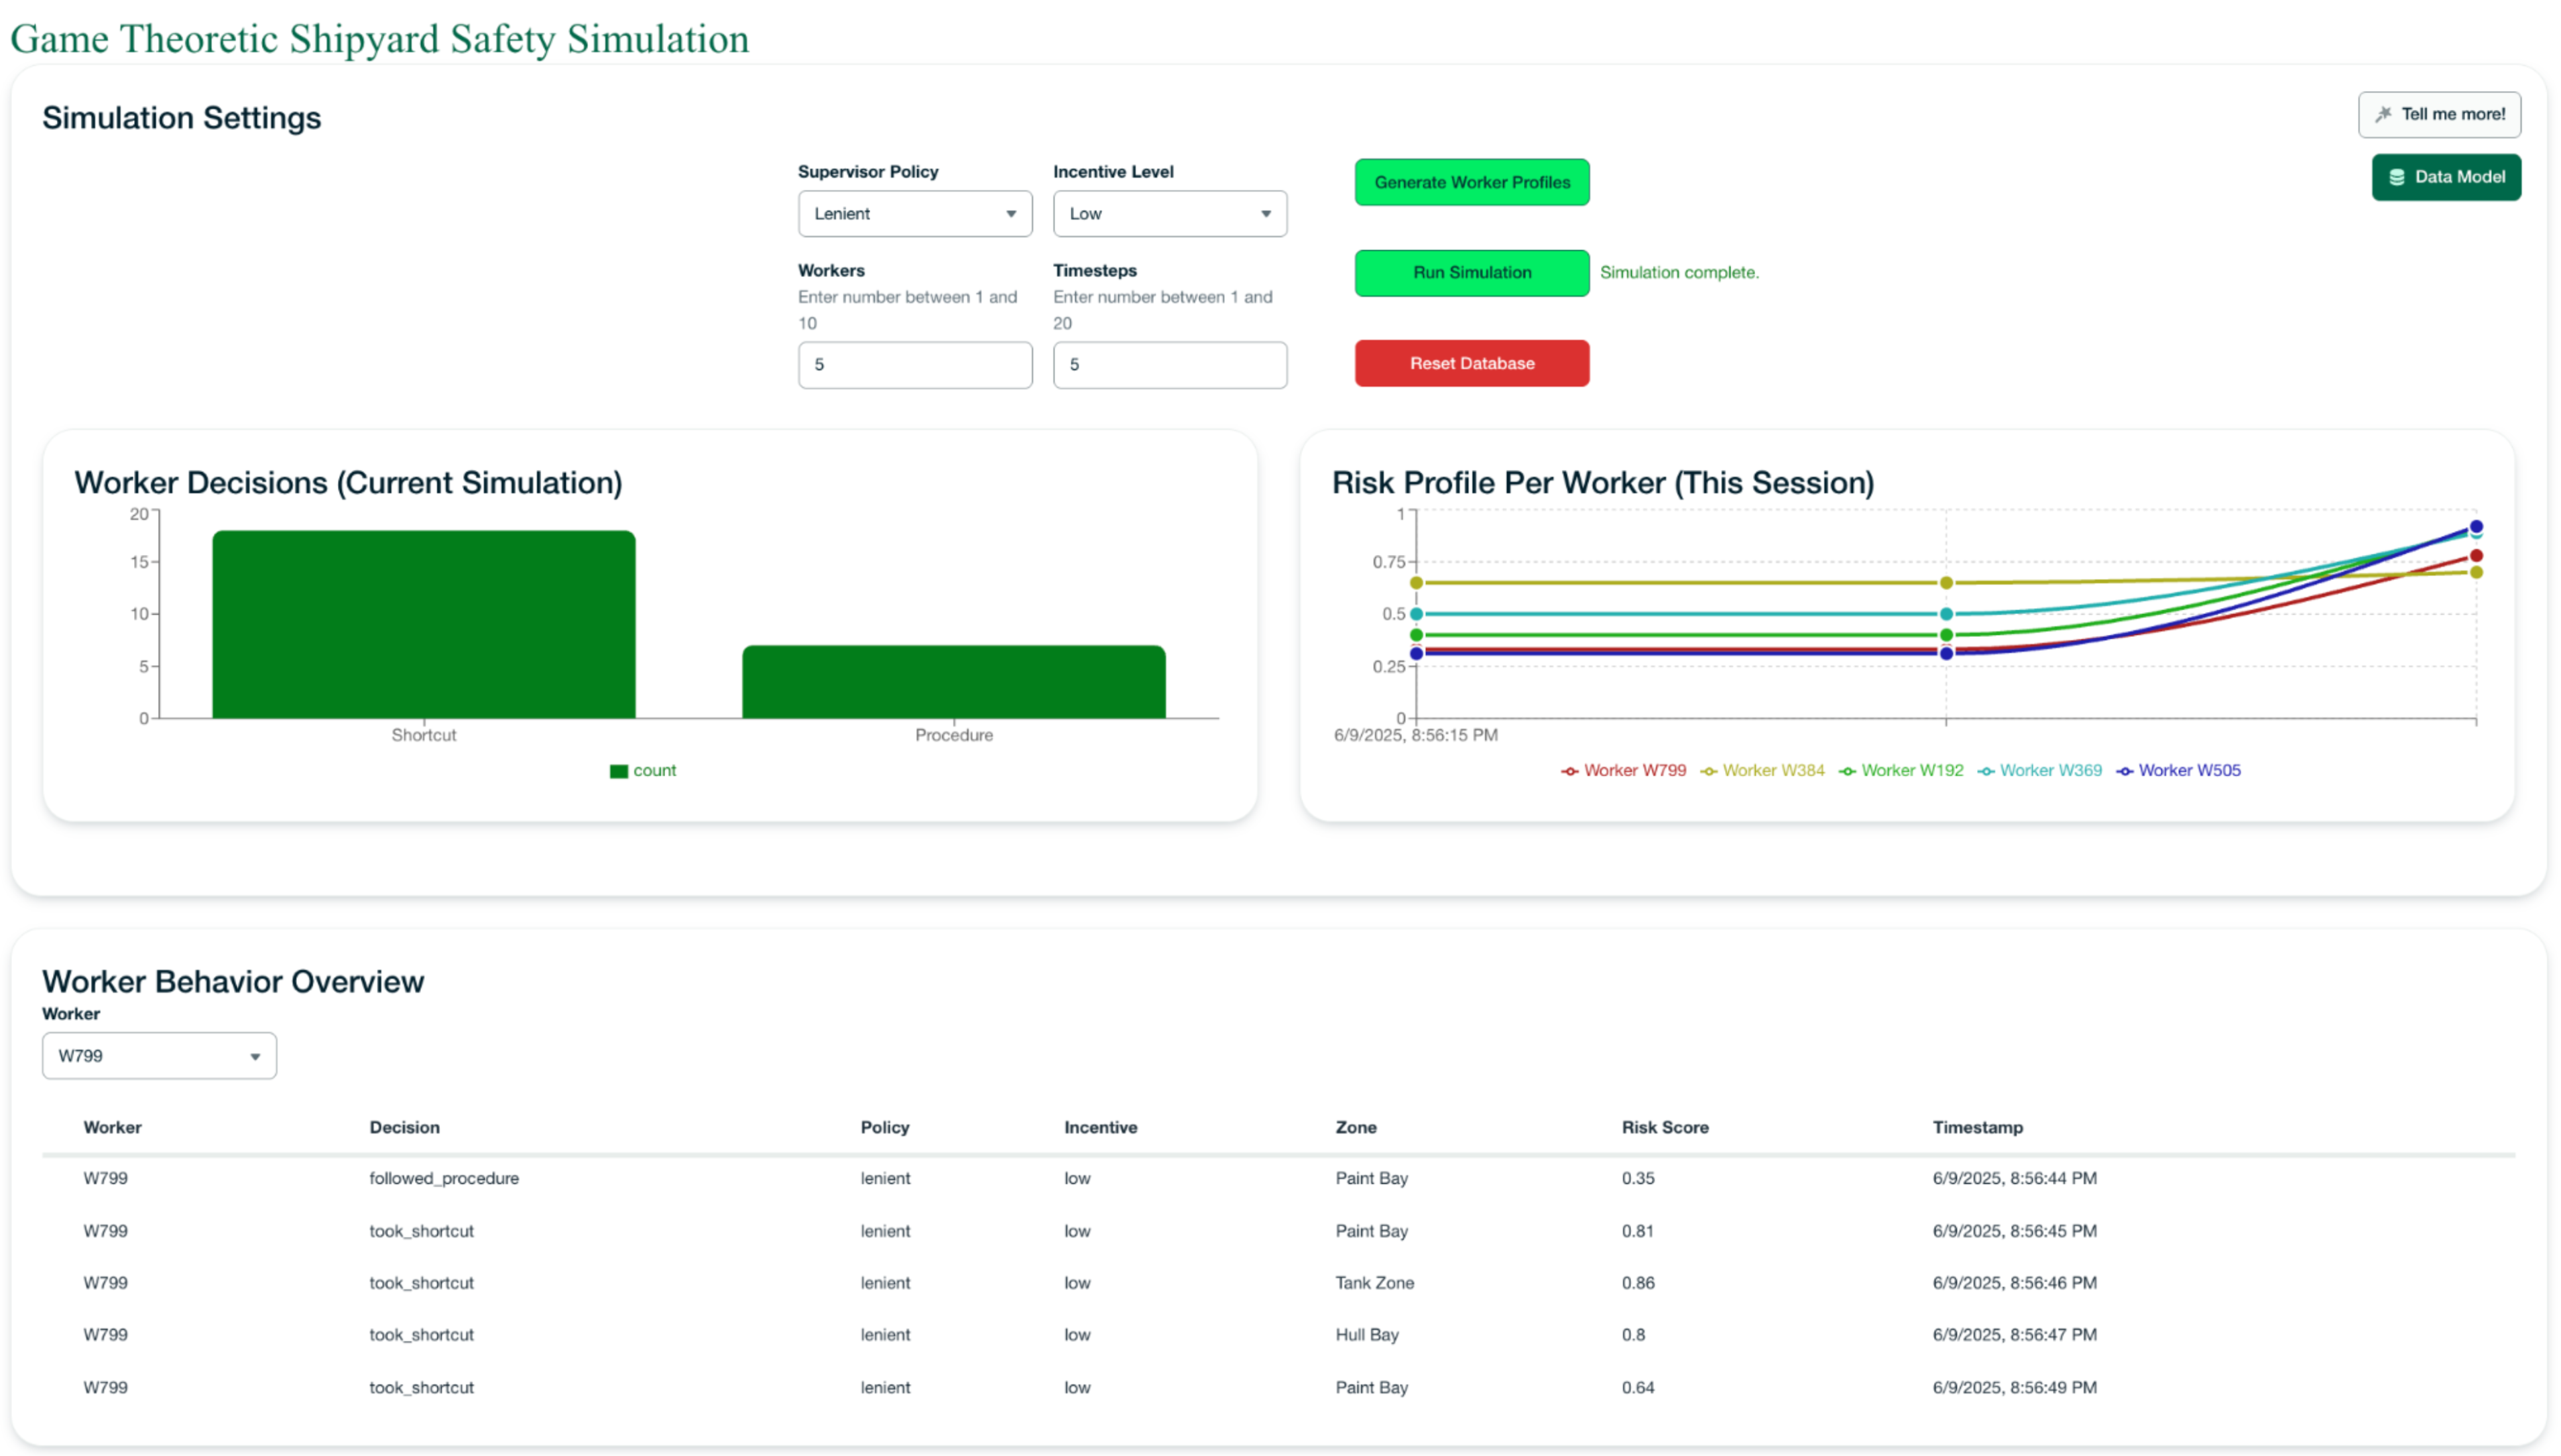 Game Theoretic Shipyard Safety Simulation
Simulation Settings
Tell me more!
Data Model
Supervisor Policy
Lenient
Incentive Level
Low
Workers
Enter number between 1 and
10
5
Timesteps
Enter number between 1 and
20
5
Generate Worker Profiles
Run Simulation
Simulation complete.
Reset Database
Worker Decisions (Current Simulation)
20
15
10
5
0
Shortcut
Procedure
count
Risk Profile Per Worker (This Session)
1
0.75
0.5
0.25
0
6/9/2025, 8:56:15 PM
Worker W799 Worker W384 Worker W192 Worker W369 Worker W505
Worker Behavior Overview
Worker
W799
Worker Decision Policy Incentive Zone Risk Score Timestamp
W799 followed_procedure lenient low Paint Bay 0.35 6/9/2025, 8:56:44 PM
W799 took_shortcut lenient low Paint Bay 0.81 6/9/2025, 8:56:45 PM
W799 took_shortcut lenient low Tank Zone 0.86 6/9/2025, 8:56:46 PM
W799 took_shortcut lenient low Hull Bay 0.8 6/9/2025, 8:56:47 PM
W799 took_shortcut lenient low Paint Bay 0.64 6/9/2025, 8:56:49 PM